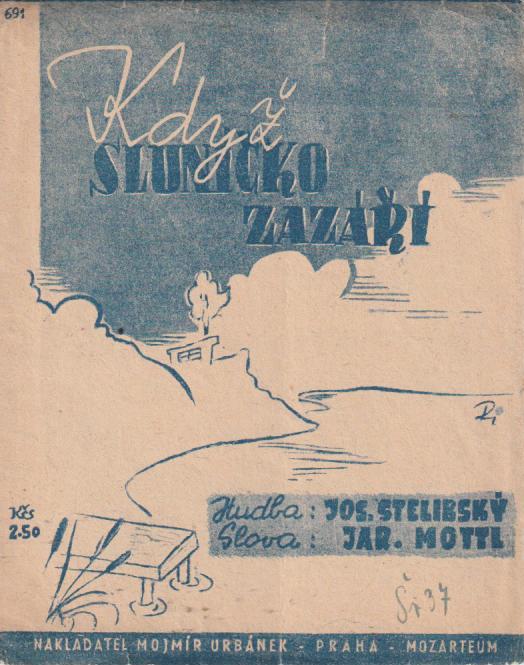 691
Když
SLUNÍČKO
ZAZÁŘÍ
Hudba: JOS. STELIBSKÝ
Slova: JAR. MOTTL
Kčs
2.50
NAKLADATEL MOJMÍR URBÁNEK - PRAHA - MOZARTEUM